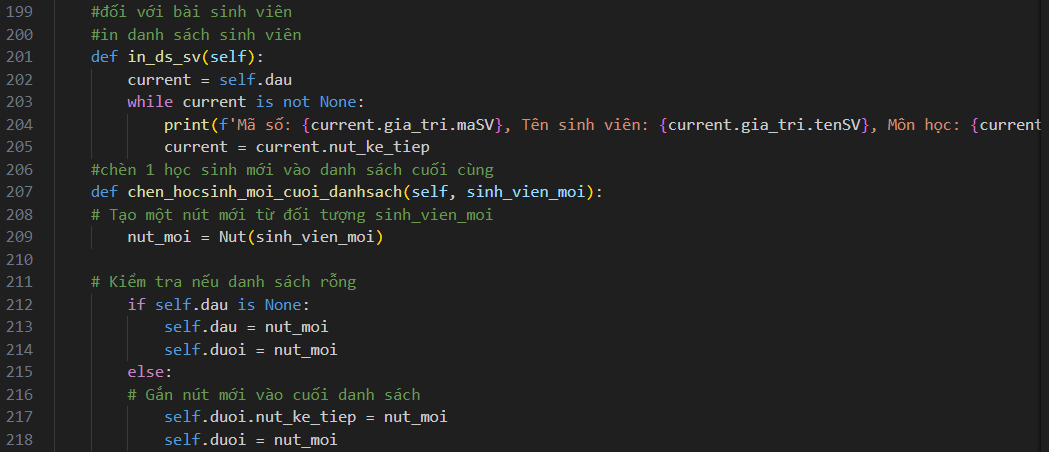 199 #đối với bài sinh viên
200 #in danh sách sinh viên
201 def in_ds_sv(self):
202 current = self.dau
203 while current is not None:
204 print(f'Mã số: {current.gia_tri.maSV}, Tên sinh viên: {current.gia_tri.tenSV}, Môn học: {current
205 current = current.nut_ke_tiep
206 #chèn 1 học sinh mới vào danh sách cuối cùng
207 def chen_hocsinh_moi_cuoi_danhsach(self, sinh_vien_moi):
208 # Tạo một nút mới từ đối tượng sinh_vien_moi
209 nut_moi = Nut(sinh_vien_moi)
210
211 # Kiểm tra nếu danh sách rỗng
212 if self.dau is None:
213 self.dau = nut_moi
214 self.duoi = nut_moi
215 else:
216 # Gắn nút mới vào cuối danh sách
217 self.duoi.nut_ke_tiep = nut_moi
218 self.duoi = nut_moi